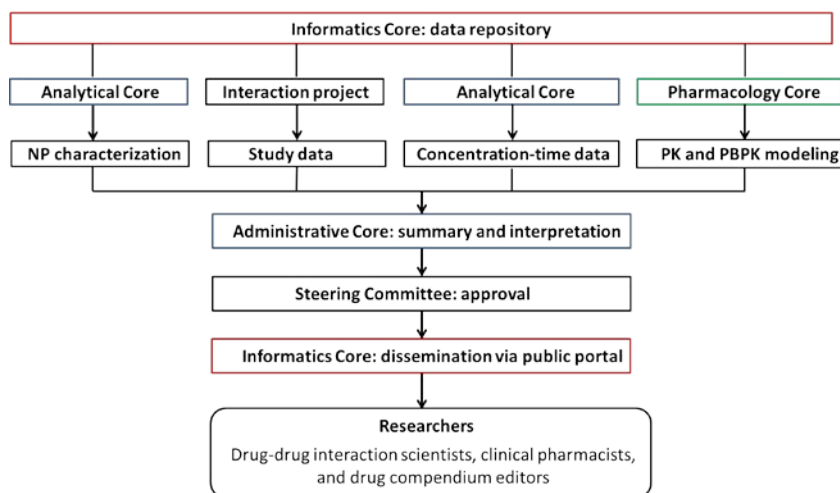 Informatics Core: data repository
Analytical Core
Interaction project
Analytical Core
Pharmacology Core
NP characterization
Study data
Concentration-time data
PK and PBPK modeling
Administrative Core: summary and interpretation
Steering Committee: approval
Informatics Core: dissemination via public portal
Researchers
Drug-drug interaction scientists, clinical pharmacists,
and drug compendium editors